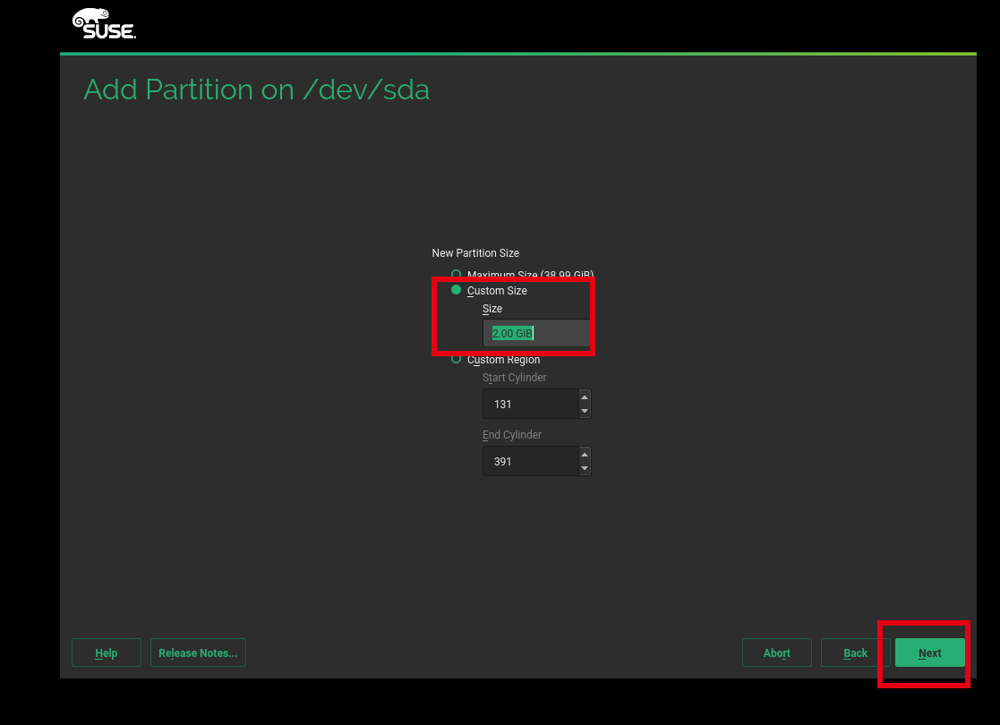 SUSE.
Add Partition on /dev/sda
New Partition Size
Maximum Size (38.99 GiB)
Custom Size
Size
2.00 GiB
Custom Region
Start Cylinder
131
End Cylinder
391
Help Release Notes... Abort Back Next